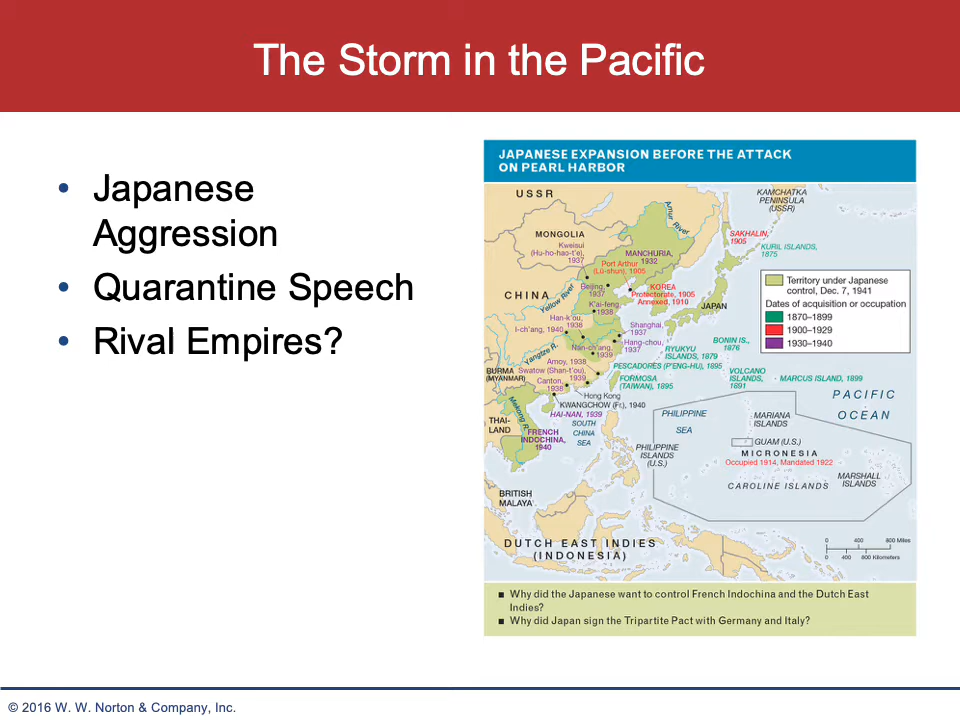 The Storm in the Pacific
• Japanese
Aggression
• Quarantine Speech
• Rival Empires?
JAPANESE EXPANSION BEFORE THE ATTACK
ON PEARL HARBOR
USSR
KAMCHATKA
PENINSULA
(USSR)
Amur River
MONGOLIA
SAKHALIN,
1905
KURIL ISLANDS,
1875
Kweisui
(Hu-ho-hao-t'e),
1937
MANCHURIA,
1932
Port Arthur
(Lü-shun), 1905
Beijing,
1937
KOREA
Protectorate, 1905
Annexed, 1910
JAPAN
CHINA
Yellow River
K'ai-feng,
1938
Han-k'ou,
1938
I-ch'ang, 1940
Shanghai,
1937
Hang-chou,
1937
Nan-ch'ang,
1939
Yangtze R.
Amoy, 1938
Swatow (Shan-t'ou),
1939
Canton,
1938
RYUKYU
ISLANDS, 1879
BONIN IS.,
1876
PESCADORES (P'ENG-HU), 1895
FORMOSA
(TAIWAN), 1895
VOLCANO
ISLANDS,
1891
MARCUS ISLAND, 1899
BURMA
(MYANMAR)
Hong Kong
KWANGCHOW (Fr.), 1940
HAI-NAN, 1939
Mekong R.
THAI-
LAND
FRENCH
INDOCHINA,
1940
SOUTH
CHINA
SEA
PHILIPPINE
SEA
PACIFIC
OCEAN
MARIANA
ISLANDS
GUAM (U.S.)
PHILIPPINE
ISLANDS
(U.S.)
MICRONESIA
Occupied 1914, Mandated 1922
CAROLINE ISLANDS
MARSHALL
ISLANDS
BRITISH
MALAYA
DUTCH EAST INDIES
(INDONESIA)
Territory under Japanese
control, Dec. 7, 1941
Dates of acquisition or occupation
1870–1899
1900–1929
1930–1940
0 400 800 Miles
0 400 800 Kilometers
■ Why did the Japanese want to control French Indochina and the Dutch East
Indies?
■ Why did Japan sign the Tripartite Pact with Germany and Italy?
© 2016 W. W. Norton & Company, Inc.